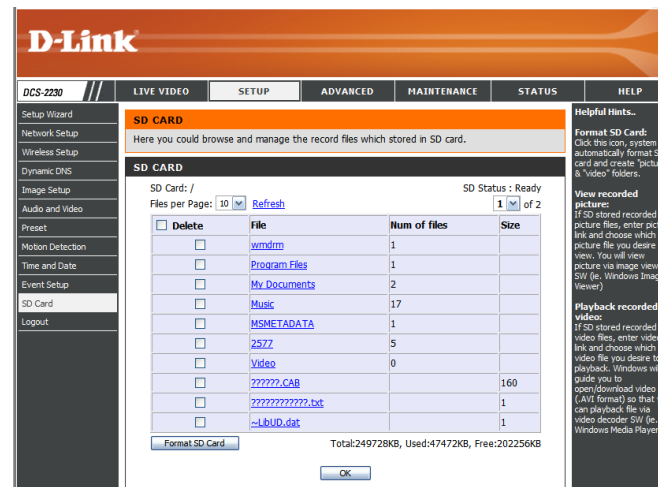 D-Link
DCS-2230
LIVE VIDEO
SETUP
ADVANCED
MAINTENANCE
STATUS
HELP
Setup Wizard
Network Setup
Wireless Setup
Dynamic DNS
Image Setup
Audio and Video
Preset
Motion Detection
Time and Date
Event Setup
SD Card
Logout
SD CARD
Here you could browse and manage the record files which stored in SD card.
SD CARD
SD Card: / SD Status : Ready
Files per Page: 10 Refresh 1 of 2
Delete File Num of files Size
wmdrm 1
Program Files 1
My Documents 2
Music 17
MSMETADATA 1
2577 5
Video 0
??????.CAB 160
????????????.txt 1
~LibUD.dat 1
Format SD Card Total:249728KB, Used:47472KB, Free:202256KB
OK
Helpful Hints..
Format SD Card:
Click this icon, system
automatically format S
card and create "pictu
& "video" folders.
View recorded
picture:
If SD stored recorded
picture files, enter pict
link and choose which
picture file you desire
view. You will view
picture via image view
SW (ie. Windows Imag
Viewer)
Playback recorded
video:
If SD stored recorded
video files, enter video
link and choose which
video file you desire to
playback. Windows wil
guide you to
open/download video
(.AVI format) so that
can playback file via
video decoder SW (ie.
Windows Media Player